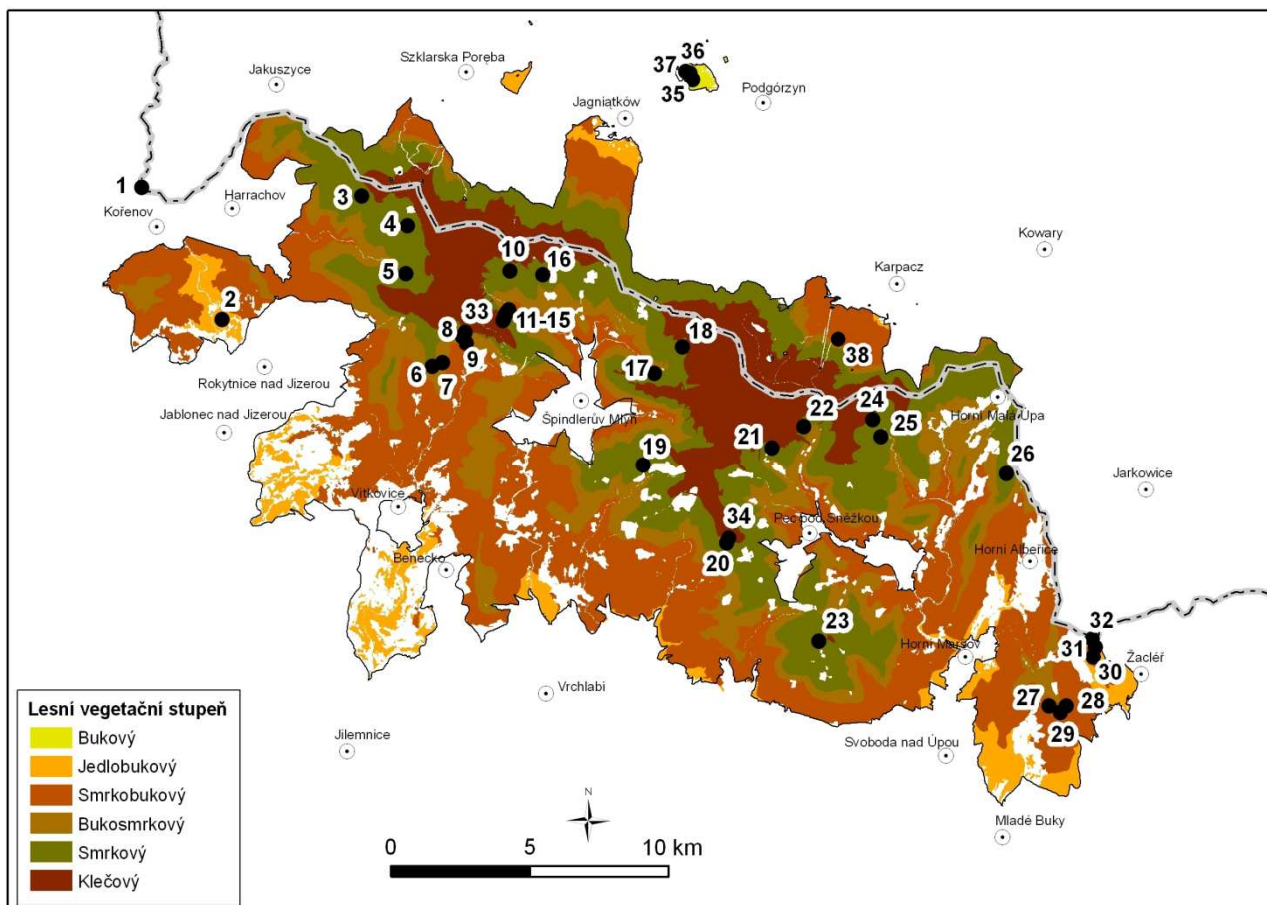 Szklarska Poręba
36
37
35
Jakuszyce
Podgórzyn
Jagniątków
1
Kořenov
Harrachov
3
4
5
10
16
Kowary
Karpacz
2
8
33
11-15
9
6
7
18
17
38
Rokytnice nad Jizerou
Jablonec nad Jizerou
Špindlerův Mlýn
22
24
25
21
Horní Malá Úpa
19
26
Jarkowice
Vítkovice
34
20
Pec pod Sněžkou
Benecko
Horní Albeřice
23
32
31
30
Horní Maršov
Žacléř
Vrchlabí
27
28
29
Jilemnice
Svoboda nad Úpou
Mladé Buky
Lesní vegetační stupeň
Bukový
Jedlobukový
Smrkobukový
Bukosmrkový
Smrkový
Klečový
N
0 5 10 km